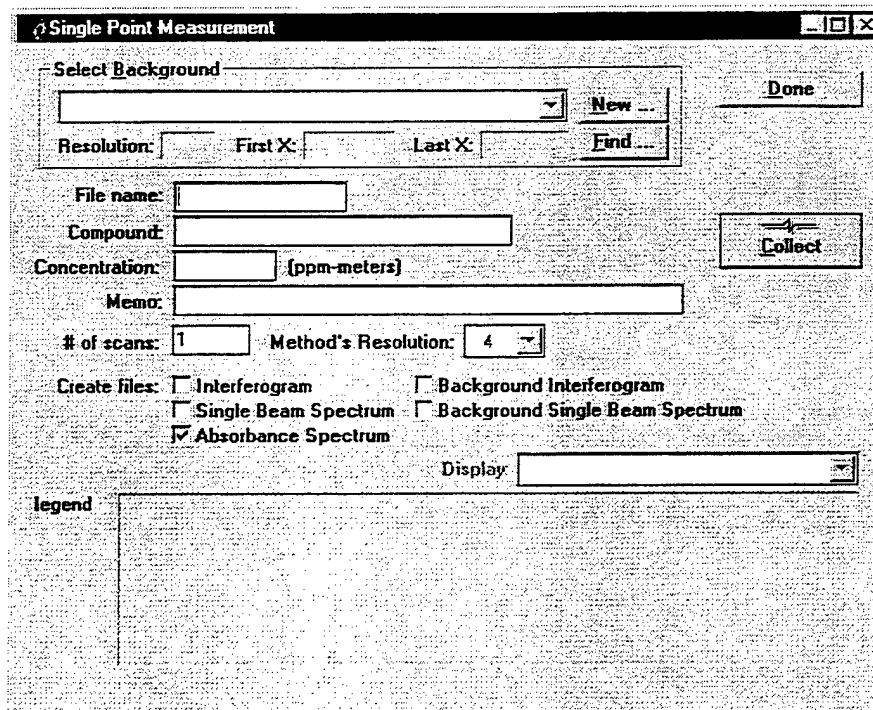 Single Point Measurement
Select Background
New ...
Done
Resolution: First X: Last X: Find ...
File name:
Compound:
Collect
Concentration: (ppm-meters)
Memo:
# of scans: 1 Method's Resolution: 4
Create files: Interferogram Background Interferogram
Single Beam Spectrum Background Single Beam Spectrum
Absorbance Spectrum
Display:
legend